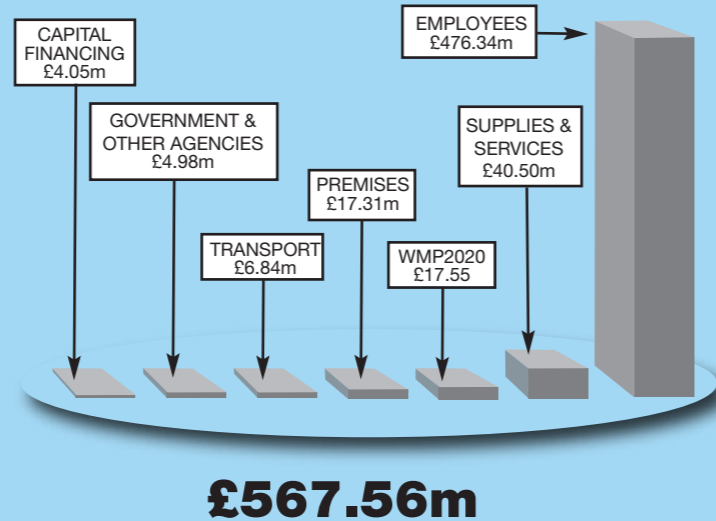 CAPITAL
FINANCING
£4.05m
GOVERNMENT &
OTHER AGENCIES
£4.98m
TRANSPORT
£6.84m
PREMISES
£17.31m
WMP2020
£17.55
SUPPLIES &
SERVICES
£40.50m
EMPLOYEES
£476.34m
£567.56m